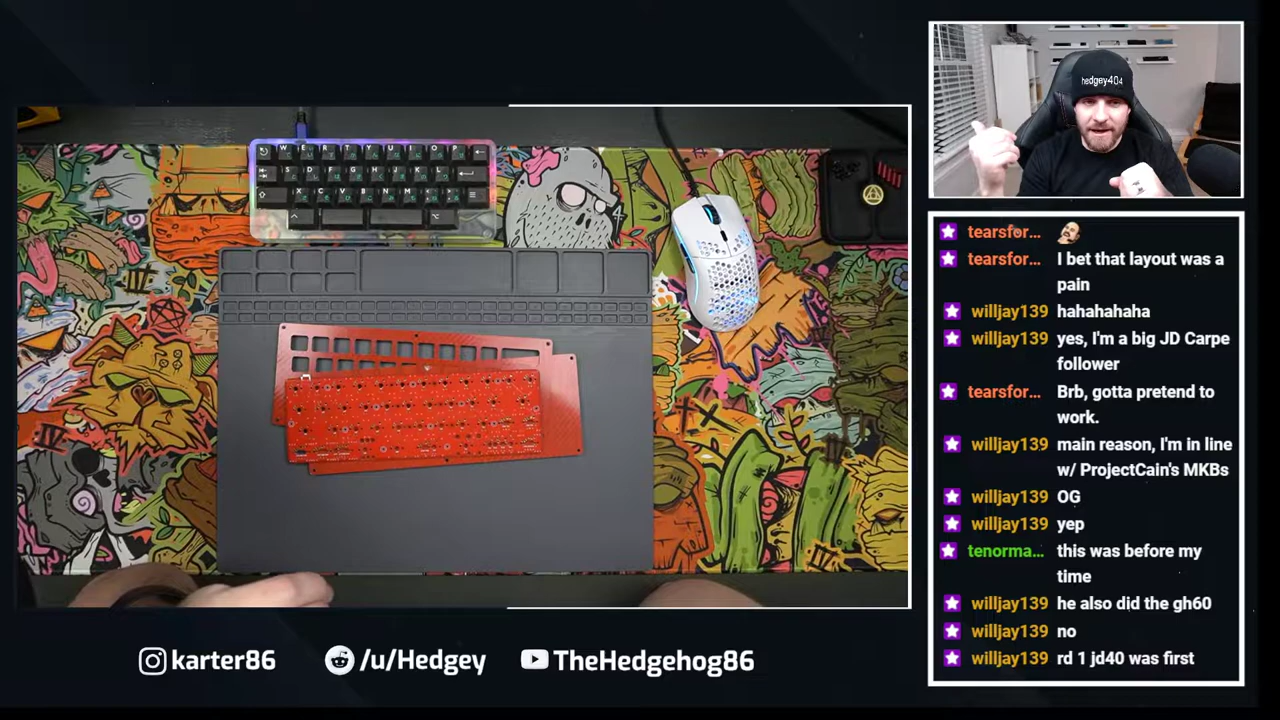 hedgey404
W E R T Y U I O P
S D F G H J K L
X C V B N M
tearsfor...
tearsfor... I bet that layout was a
pain
willjay139 hahahahaha
willjay139 yes, I'm a big JD Carpe
follower
tearsfor... Brb, gotta pretend to
work.
willjay139 main reason, I'm in line
w/ ProjectCain's MKBs
willjay139 OG
willjay139 yep
tenorma... this was before my
time
willjay139 he also did the gh60
willjay139 no
willjay139 rd 1 jd40 was first
karter86 /u/Hedgey TheHedgehog86